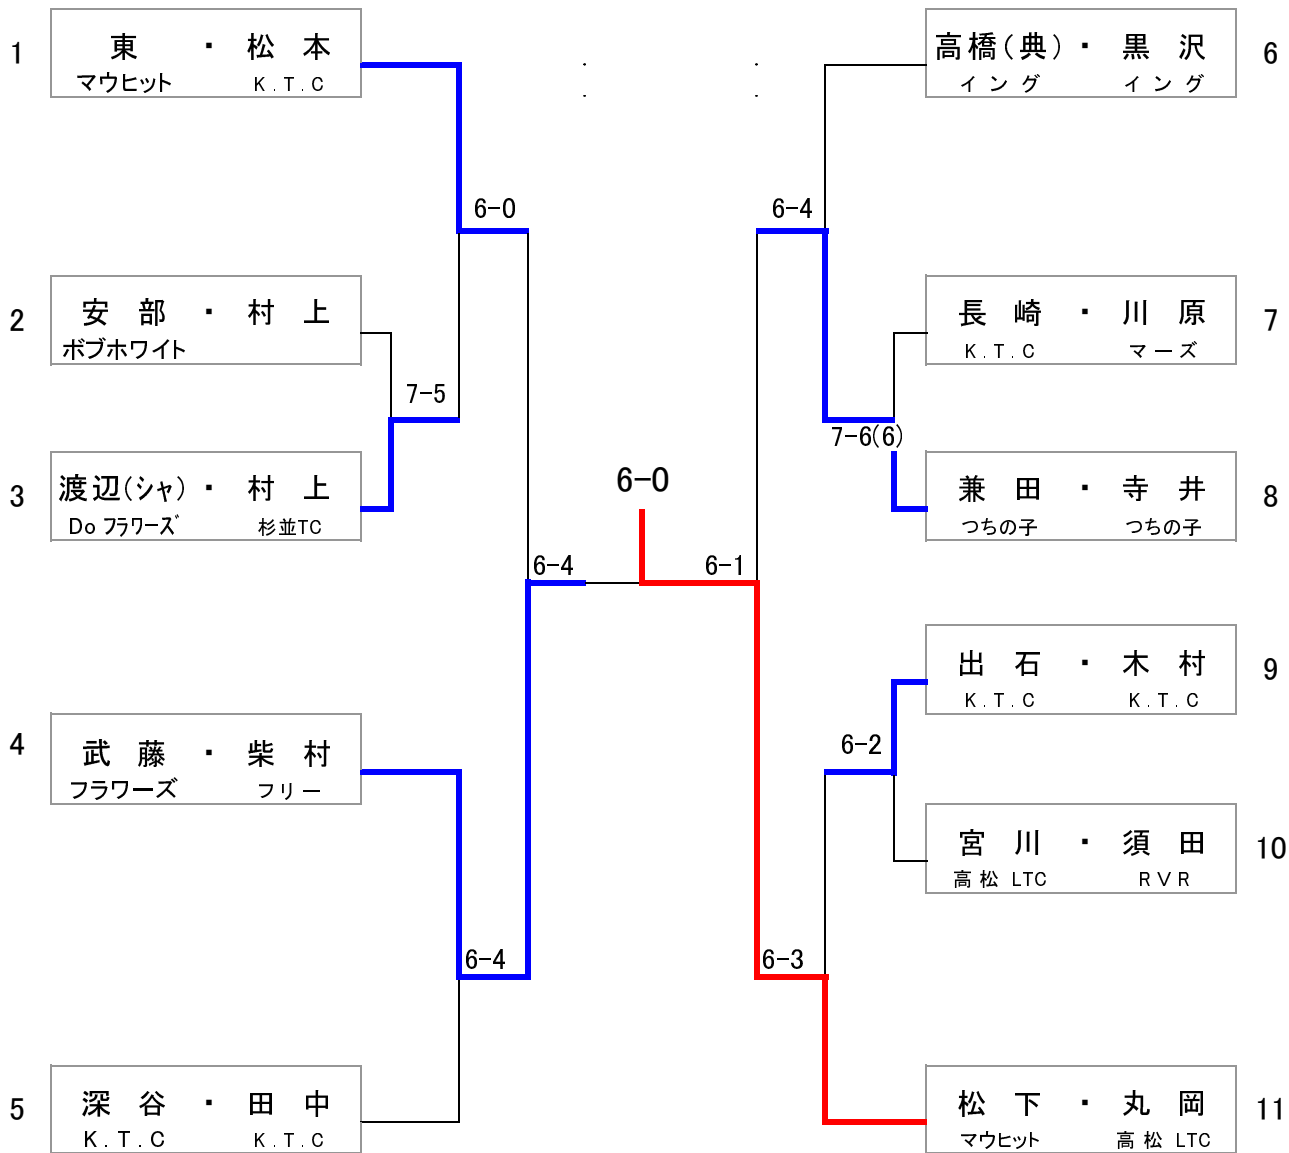 1
東 ・ 松 本
マウヒット K.T.C
2
安 部 ・ 村 上
ボブホワイト
3
渡辺(シャ)・ 村 上
Do フラワーズ 杉並TC
4
武 藤 ・ 柴 村
フラワーズ フリー
5
深 谷 ・ 田 中
K.T.C K.T.C
6-0
7-5
6-4
6-4
6-0
6-1
6-4
7-6(6)
6-2
6-3
高橋(典)・ 黒 沢
イング イング
6
長 崎 ・ 川 原
K.T.C マーズ
7
兼 田 ・ 寺 井
つちの子 つちの子
8
出 石 ・ 木 村
K.T.C K.T.C
9
宮 川 ・ 須 田
高松 LTC RVR
10
松 下 ・ 丸 岡
マウヒット 高松 LTC
11